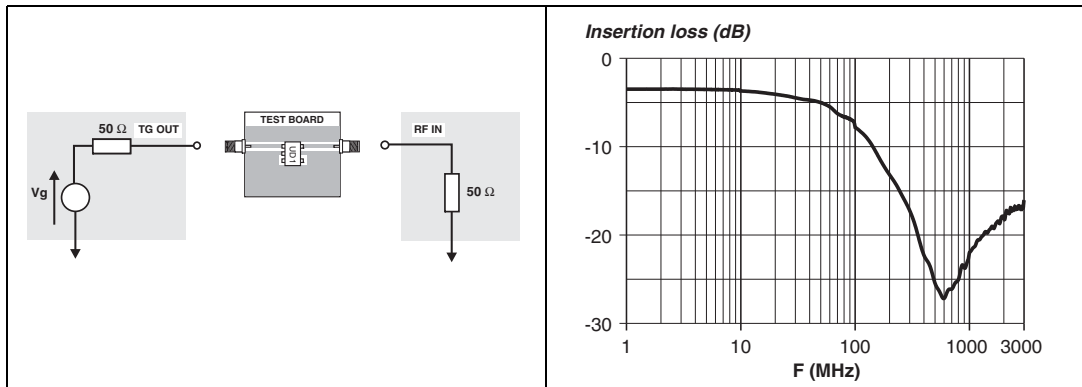 50 Ω TG OUT
TEST BOARD
RF IN
UD1
Vg
50 Ω
Insertion loss (dB)
0
-10
-20
-30
1 10 100 1000 3000
F (MHz)